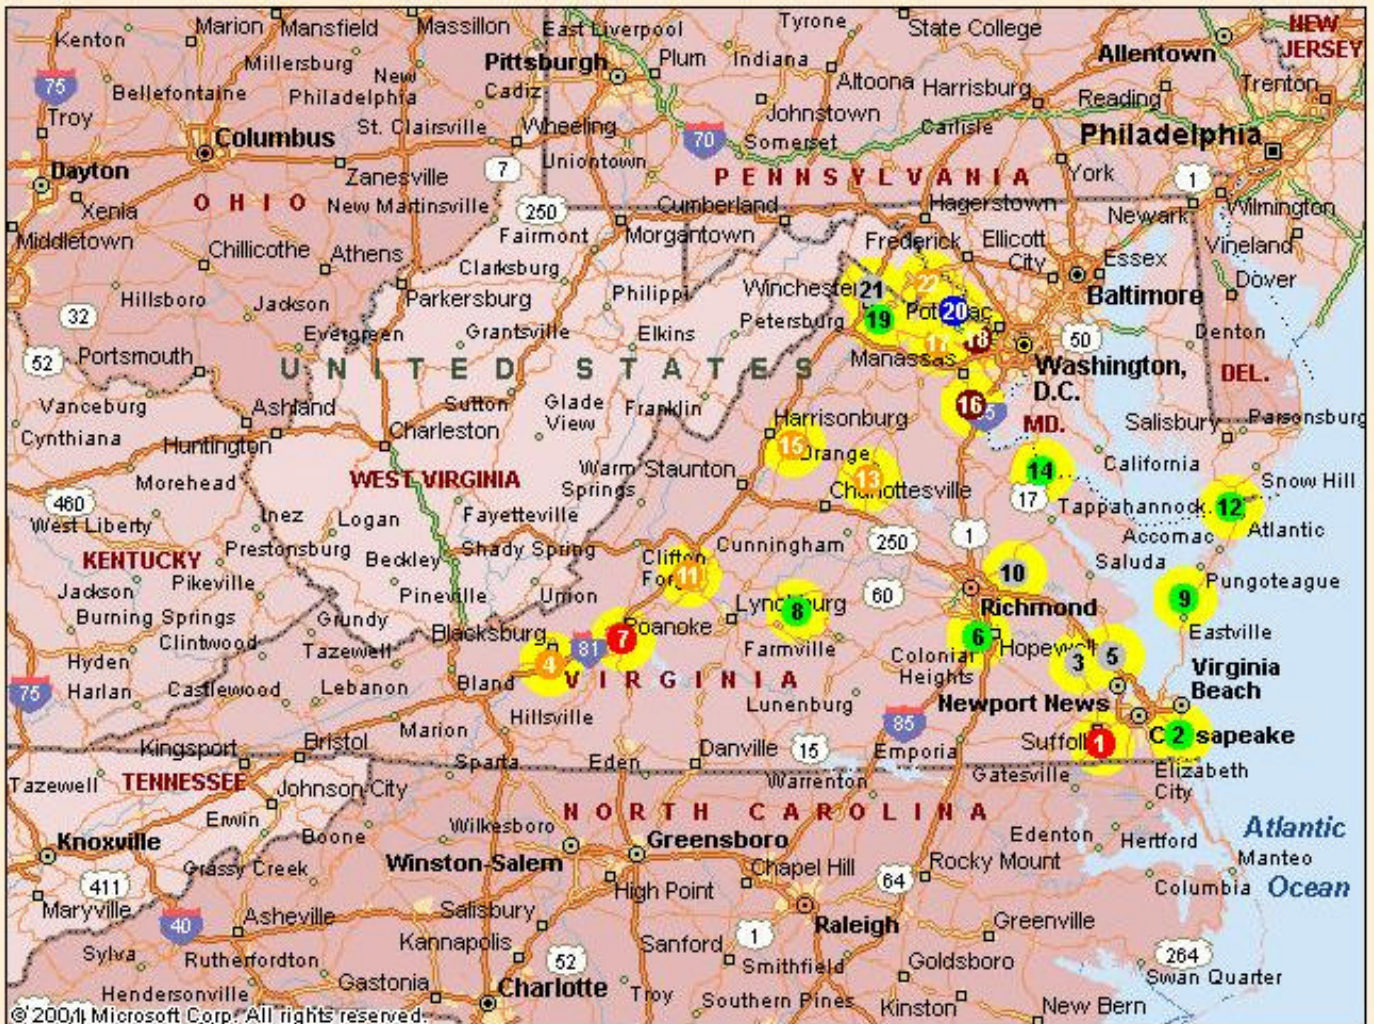 Marion Mansfield Massillon East Liverpool Tyrone State College NEW
Kenton Pittsburgh Plum Indiana Allentown JERSEY
Millersburg New Altoona Harrisburg Trenton
75 Bellefontaine Philadelphia Cadiz Johnstown Reading
Troy St. Clairsville Wheeling 70 Somerset Carlisle Philadelphia
Columbus Uniontown
Dayton Zanesville 7 PENNSYLVANIA York 1
Xenia OHIO New Martinsville 250 Cumberland Hagerstown Newark Wilmington
Middletown Chillicothe Athens Fairmont Morgantown Frederick Ellicott Vineland
Clarksburg City Essex Dover
Hillsboro Jackson Parkersburg Philippi Winchester 21 22 Baltimore
32 Evergreen Grantsville Elkins Petersburg 19 20 Denton
52 Portsmouth UNITED STATES Manassas 17 18 50 Washington, DEL.
Vanceburg Ashland Sutton Glade Franklin 16 D.C. Salisbury Parsonsburg
Cynthiana Huntington Charleston View Harrisonburg MD.
Morehead WEST VIRGINIA Warm Staunton 15 Orange 14 California Snow Hill
460 Springs 13 Charlottesville 17 Tappahannock 12
West Liberty Inez Logan Fayetteville Accomac Atlantic
KENTUCKY Prestonsburg Beckley Shady Spring Clifton Cunningham 250 1 Saluda
Jackson Pikeville Pineville Union Forge 11 10 Pungoteague
Burning Springs Grundy Lynchburg 8 60 Richmond 9
Clintwood Blacksburg Roanoke 7 6 Hopewell Eastville
Hyden Tazewell 4 81 Farmville Colonial 3 5 Virginia
75 Harlan Castlewood Lebanon Bland VIRGINIA Heights Beach
Marion Hillsville Lunenburg 85 Newport News
Kingsport Bristol Sparta Eden Danville 15 Emporia Suffolk 1 2 Chesapeake
Tazewell TENNESSEE Johnson City Warrenton Gatesville Elizabeth
Erwin Boone NORTH CAROLINA City
Knoxville Wilkesboro Greensboro Edenton Hertford Atlantic
Grassy Creek Winston-Salem Chapel Hill Rocky Mount Manteo
411 High Point 64 Columbia Ocean
Maryville 40 Asheville Salisbury Raleigh Greenville
Sylva Rutherfordton Kannapolis 52 Sanford 1 Smithfield Goldsboro 264
Hendersonville Gastonia Charlotte Troy Southern Pines Kinston New Bern Swan Quarter
Microsoft Corp. All rights reserved.